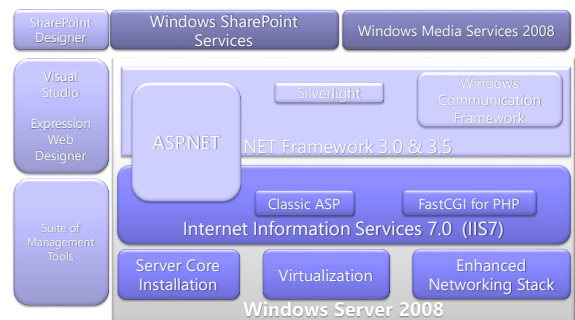 SharePoint
Designer
Windows SharePoint
Services
Windows Media Services 2008
Visual
Studio
Expression
Web
Designer
Silverlight
Windows
Communication
Framework
ASP.NET
.NET Framework 3.0 & 3.5
Classic ASP
FastCGI for PHP
Internet Information Services 7.0 (IIS7)
Suite of
Management
Tools
Server Core
Installation
Virtualization
Enhanced
Networking Stack
Windows Server 2008